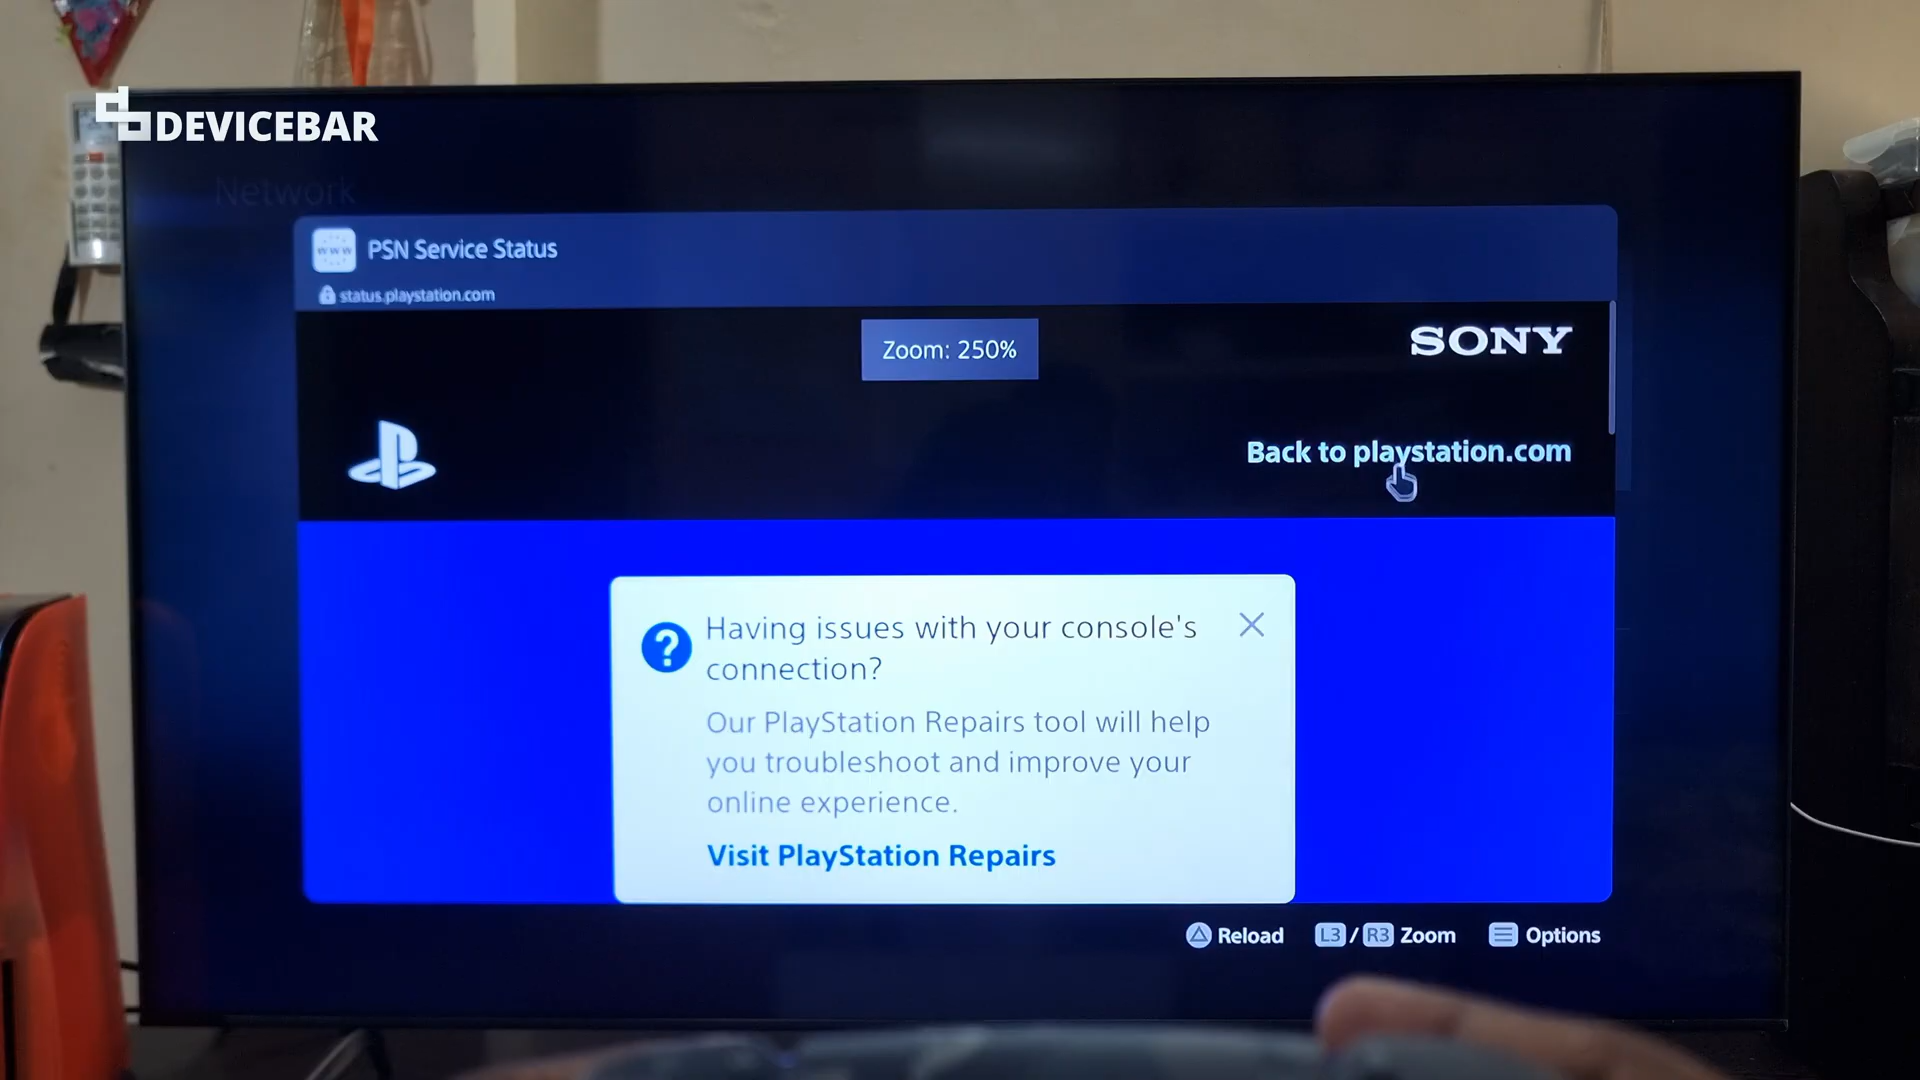 DEVICEBAR
Network
www
PSN Service Status
status.playstation.com
Zoom: 250%
SONY
Back to playstation.com
Having issues with your console's
connection?
Our PlayStation Repairs tool will help
you troubleshoot and improve your
online experience.
Visit PlayStation Repairs
Reload
L3 / R3 Zoom
Options